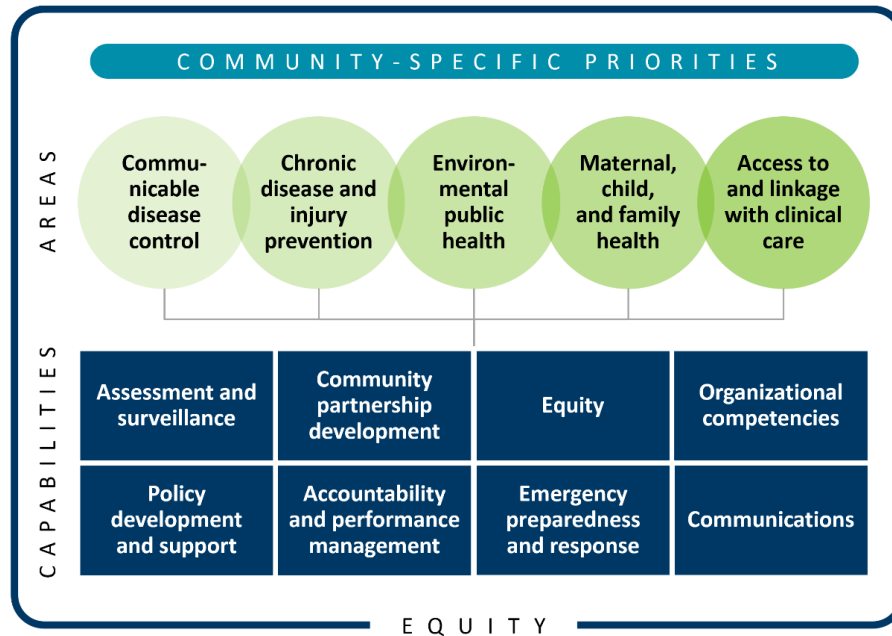 COMMUNITY-SPECIFIC PRIORITIES
AREAS
Commu-
nicable
disease
control
Chronic
disease and
injury
prevention
Environ-
mental
public
health
Maternal,
child,
and family
health
Access to
and linkage
with clinical
care
CAPABILITIES
Assessment and
surveillance
Community
partnership
development
Equity
Organizational
competencies
Policy
development
and support
Accountability
and performance
management
Emergency
preparedness
and response
Communications
EQUITY